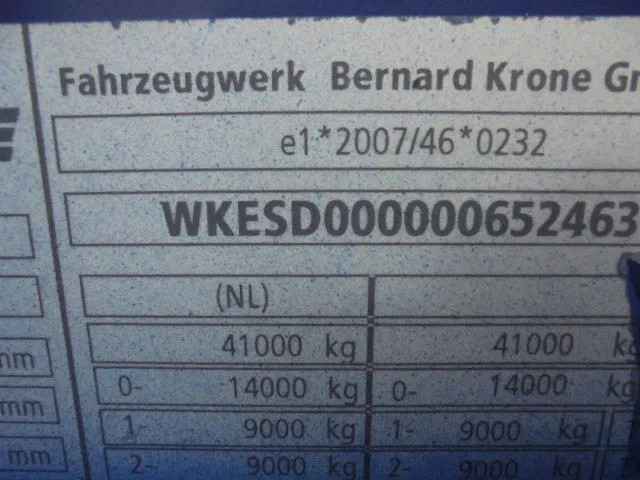 Fahrzeugwerk Bernard Krone
e1*2007/46*0232
WKESD000000652463
(NL)
41000 kg 41000
0- 14000 kg 0- 14000
mm 1- 9000 kg 1- 9000 kg
mm 2- 9000 kg 2- 9000 kg
mm